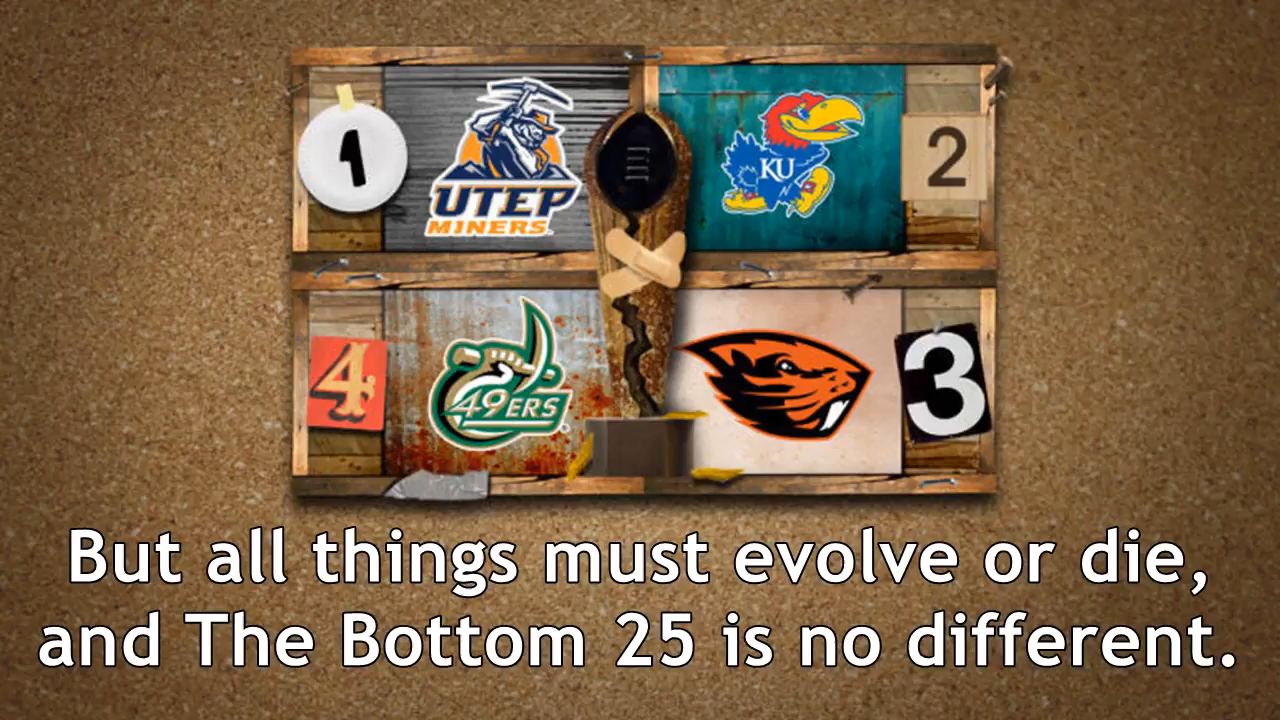 1
UTEP
MINERS
KU
2
4
49ERS
3
But all things must evolve or die,
and The Bottom 25 is no different.